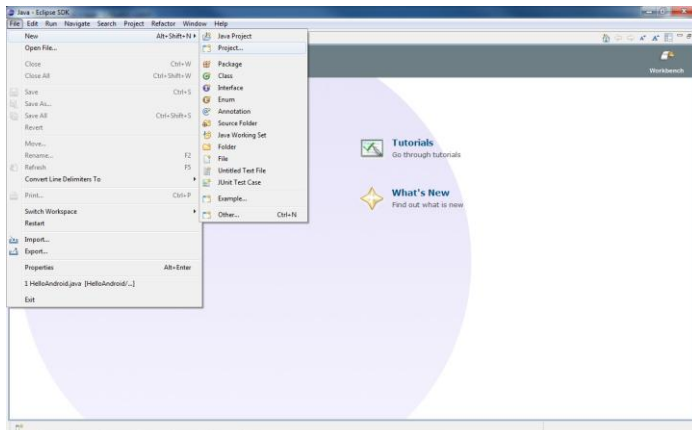 Java - Eclipse SDK
File Edit Run Navigate Search Project Refactor Window Help
New Alt+Shift+N
Open File...
Close Ctrl+W
Close All Ctrl+Shift+W
Save Ctrl+S
Save As...
Save All Ctrl+Shift+S
Revert
Move...
Rename... F2
Refresh F5
Convert Line Delimiters To
Print... Ctrl+P
Switch Workspace
Restart
Import...
Export...
Properties Alt+Enter
1 HelloAndroid.java [HelloAndroid/...]
Exit
Java Project
Project...
Package
Class
Interface
Enum
Annotation
Source Folder
Java Working Set
Folder
File
Untitled Text File
JUnit Test Case
Example...
Other... Ctrl+N
Workbench
Tutorials
Go through tutorials
What's New
Find out what is new